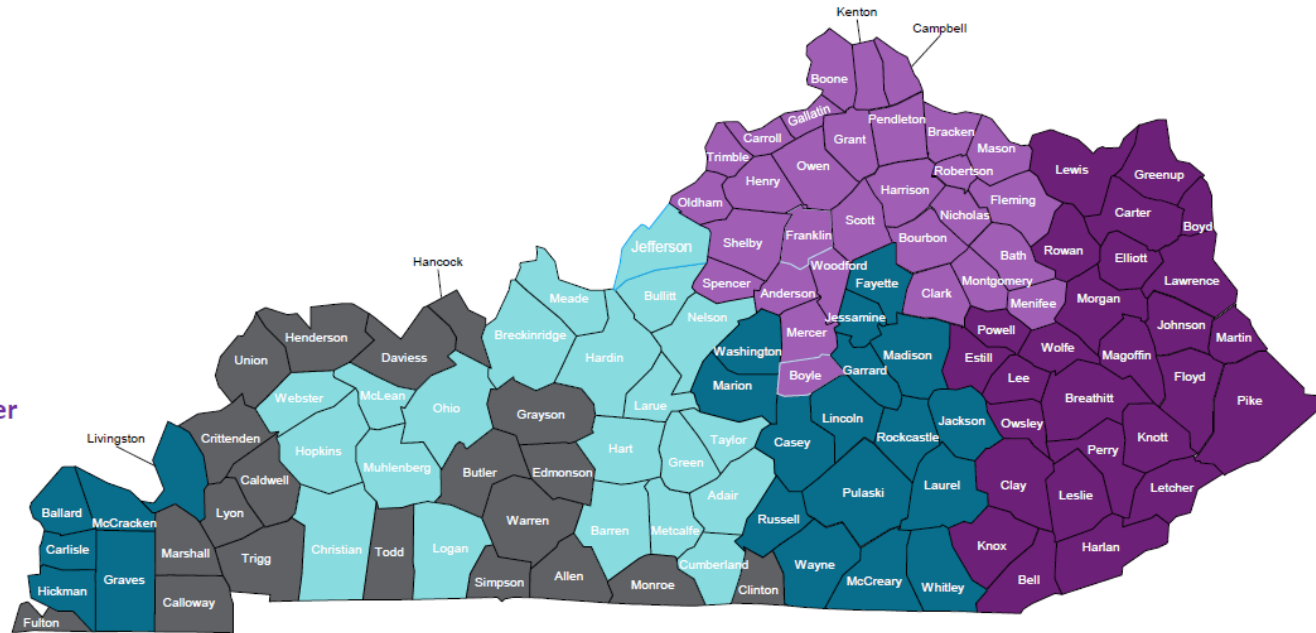 Kenton
Campbell
Boone
Gallatin
Pendleton
Carroll
Grant
Bracken
Mason
Trimble
Owen
Robertson
Lewis
Greenup
Henry
Harrison
Oldham
Fleming
Carter
Nicholas
Scott
Boyd
Jefferson
Shelby
Franklin
Bourbon
Rowan
Bath
Elliott
Hancock
Woodford
Spencer
Anderson
Fayette
Clark
Montgomery
Lawrence
Meade
Bullitt
Menifee
Morgan
Nelson
Jessamine
Johnson
Henderson
Breckinridge
Mercer
Powell
Martin
Union
Daviess
Hardin
Washington
Madison
Estill
Wolfe
Magoffin
Boyle
Garrard
Floyd
Marion
Lee
Webster
McLean
Ohio
Larue
Breathitt
Pike
er
Grayson
Lincoln
Jackson
Owsley
Livingston
Crittenden
Casey
Rockcastle
Knott
Hopkins
Hart
Taylor
Perry
Muhlenberg
Butler
Edmonson
Green
Caldwell
Pulaski
Laurel
Clay
Leslie
Letcher
Adair
Ballard
McCracken
Lyon
Warren
Russell
Barren
Metcalfe
Carlisle
Marshall
Trigg
Christian
Todd
Logan
Knox
Harlan
Graves
Cumberland
Wayne
Hickman
Simpson
Allen
Monroe
Clinton
McCreary
Whitley
Bell
Calloway
Fulton